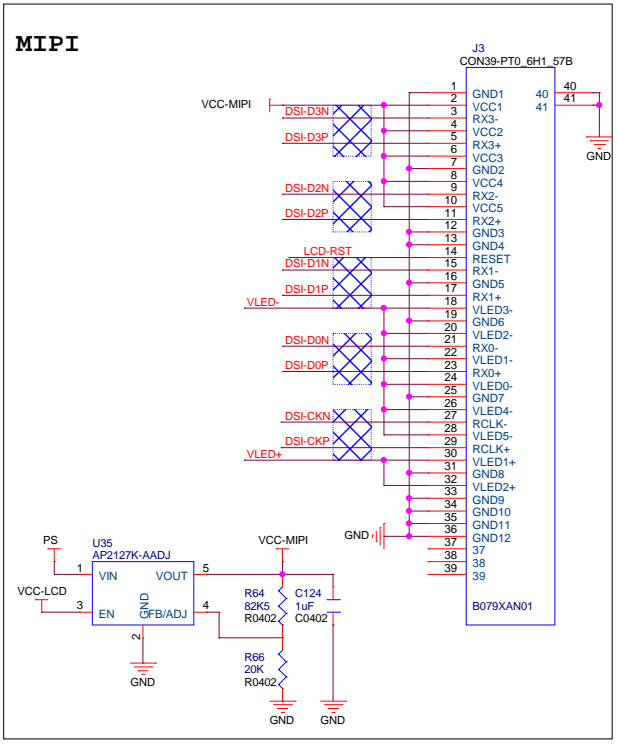 MIPI
J3
CON39-PT0_6H1_57B
VCC-MIPI
1 GND1 40 40
2 VCC1 41 41
DSI-D3N 3 RX3-
4 VCC2
DSI-D3P 5 RX3+
6 VCC3
7 GND2
GND
8 VCC4
DSI-D2N 9 RX2-
10 VCC5
DSI-D2P 11 RX2+
12 GND3
13 GND4
LCD-RST 14 RESET
DSI-D1N 15 RX1-
16 GND5
DSI-D1P 17 RX1+
VLED- 18 VLED3-
19 GND6
20 VLED2-
DSI-D0N 21 RX0-
22 VLED1-
DSI-D0P 23 RX0+
24 VLED0-
25 GND7
26 VLED4-
DSI-CKN 27 RCLK-
28 VLED5-
DSI-CKP 29 RCLK+
VLED+ 30 VLED1+
31 GND8
32 VLED2+
33 GND9
34 GND10
35 GND11
GND 36 GND12
37 37
38 38
39 39
B079XAN01
PS
U35
AP2127K-AADJ
VCC-MIPI
1 VIN VOUT 5
VCC-LCD
3 EN GND FB/ADJ 4
2
GND
R64
82K5
R0402
C124
1uF
C0402
R66
20K
R0402
GND
GND